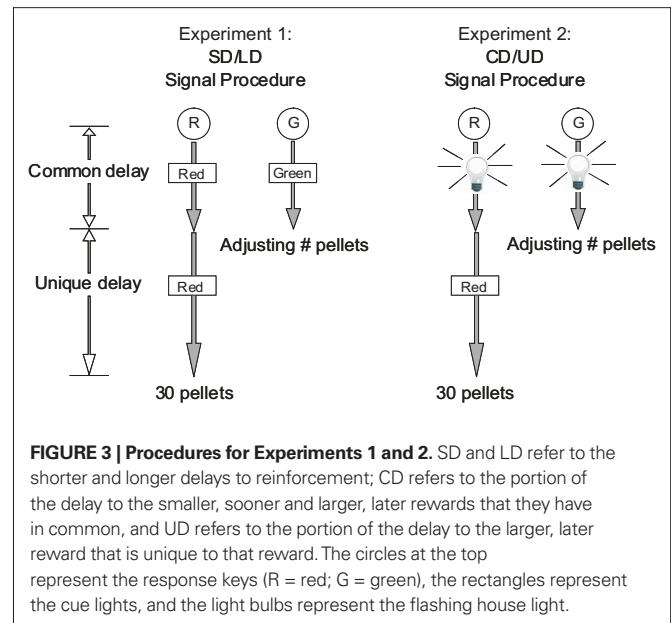 Experiment 1:
SD/LD
Signal Procedure
Experiment 2:
CD/UD
Signal Procedure
R
G
R
G
Common delay
Red
Green
Adjusting # pellets
Adjusting # pellets
Unique delay
Red
Red
30 pellets
30 pellets
FIGURE 3 | Procedures for Experiments 1 and 2. SD and LD refer to the
shorter and longer delays to reinforcement; CD refers to the portion of
the delay to the smaller, sooner and larger, later rewards that they have
in common, and UD refers to the portion of the delay to the larger, later
reward that is unique to that reward. The circles at the top
represent the response keys (R = red; G = green), the rectangles represent
the cue lights, and the light bulbs represent the flashing house light.